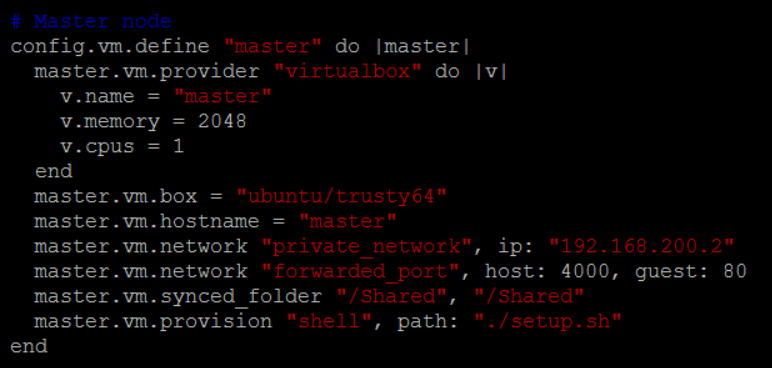 # Master node
config.vm.define "master" do |master|
  master.vm.provider "virtualbox" do |v|
    v.name = "master"
    v.memory = 2048
    v.cpus = 1
  end
  master.vm.box = "ubuntu/trusty64"
  master.vm.hostname = "master"
  master.vm.network "private_network", ip: "192.168.200.2"
  master.vm.network "forwarded_port", host: 4000, guest: 80
  master.vm.synced_folder "/Shared", "/Shared"
  master.vm.provision "shell", path: "./setup.sh"
end